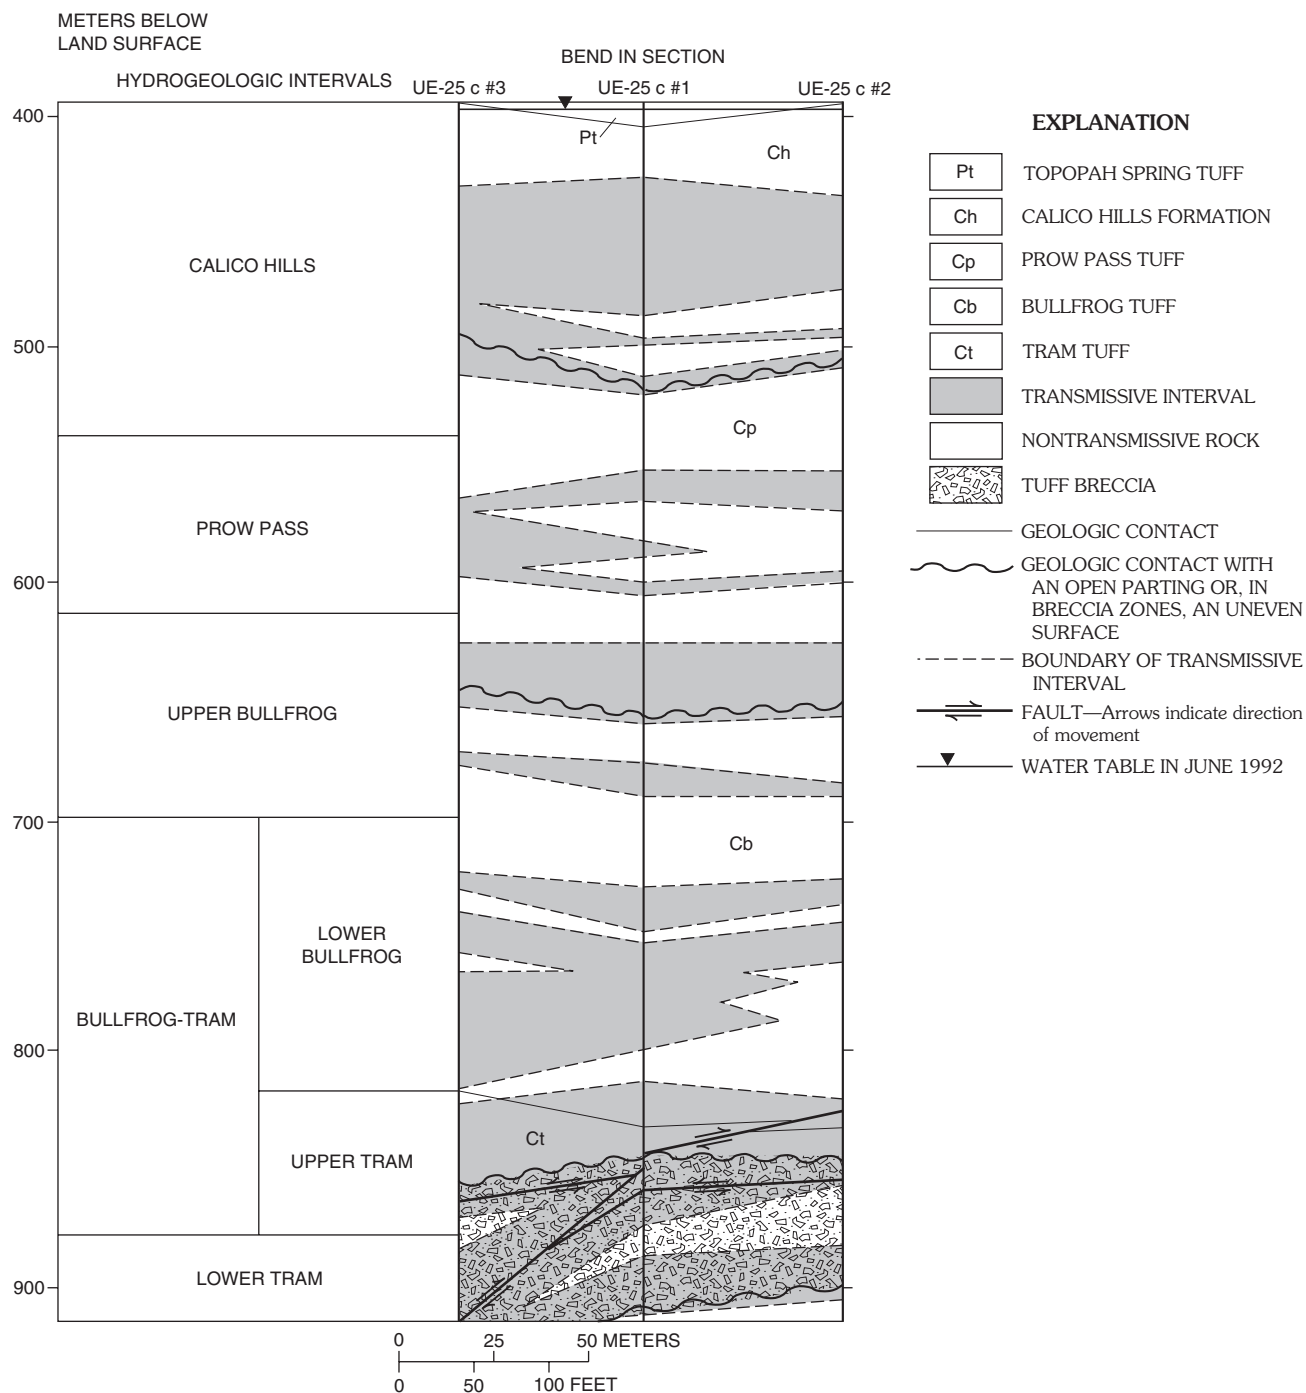 METERS BELOW
LAND SURFACE
HYDROGEOLOGIC INTERVALS
BEND IN SECTION
UE-25 c #3
UE-25 c #1
UE-25 c #2
400
500
600
700
800
900
CALICO HILLS
PROW PASS
UPPER BULLFROG
BULLFROG-TRAM
LOWER
BULLFROG
UPPER TRAM
LOWER TRAM
Pt
Ch
Cp
Cb
Ct
0 25 50 METERS
0 50 100 FEET
EXPLANATION
Pt TOPOPAH SPRING TUFF
Ch CALICO HILLS FORMATION
Cp PROW PASS TUFF
Cb BULLFROG TUFF
Ct TRAM TUFF
TRANSMISSIVE INTERVAL
NONTRANSMISSIVE ROCK
TUFF BRECCIA
GEOLOGIC CONTACT
GEOLOGIC CONTACT WITH
AN OPEN PARTING OR, IN
BRECCIA ZONES, AN UNEVEN
SURFACE
BOUNDARY OF TRANSMISSIVE
INTERVAL
FAULT—Arrows indicate direction
of movement
WATER TABLE IN JUNE 1992